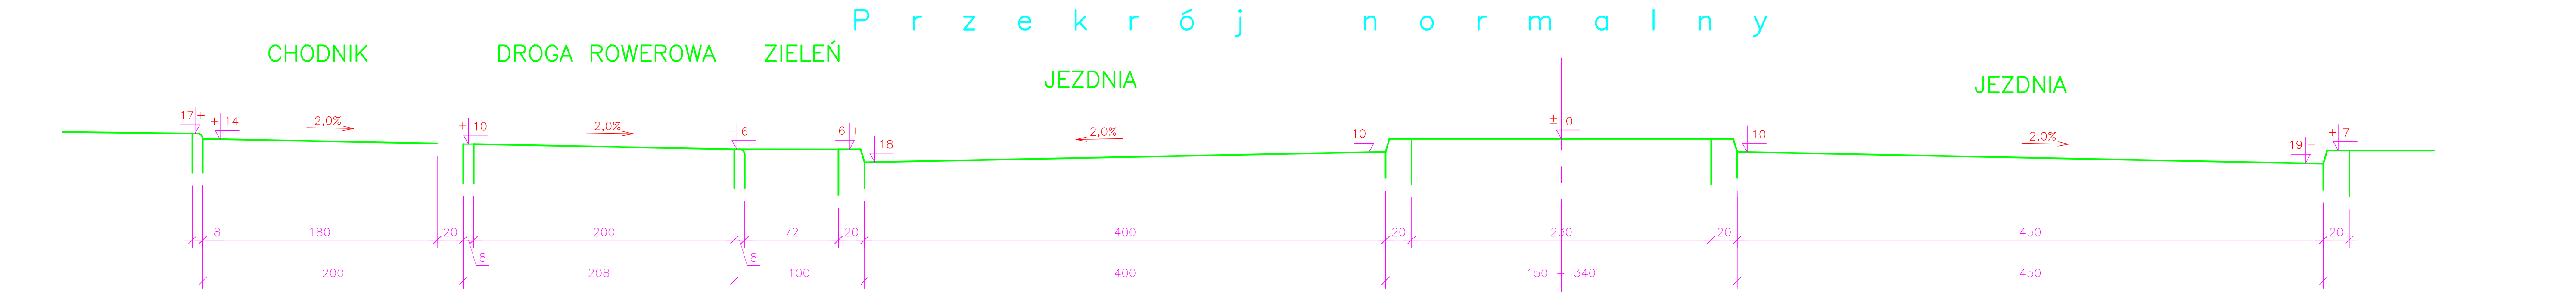 Przekrój normalny
CHODNIK DROGA ROWEROWA ZIELEŃ
JEZDNIA JEZDNIA
17+ +14 2,0% +10 2,0% +6 6+ -18 2,0% 10- ±0 -10 2,0% 19- +7
8 180 20 200 72 20 400 20 230 20 450 20
8 8
200 208 100 400 150 - 340 450